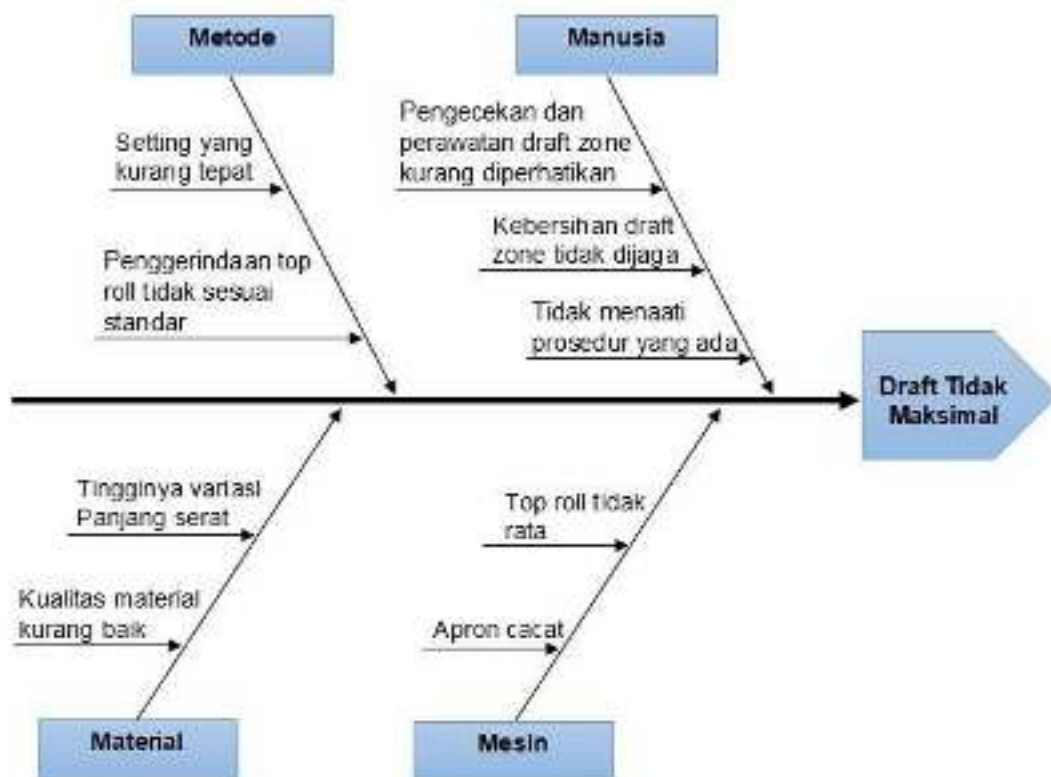 Metode
Manusia
Setting yang
kurang tepat
Penggerindaan top
roll tidak sesuai
standar
Pengecekan dan
perawatan draft zone
kurang diperhatikan
Kebersihan draft
zone tidak dijaga
Tidak menaati
prosedur yang ada
Draft Tidak
Maksimal
Tingginya variasi
Panjang serat
Kualitas material
kurang baik
Top roll tidak
rata
Apron cacat
Material
Mesin